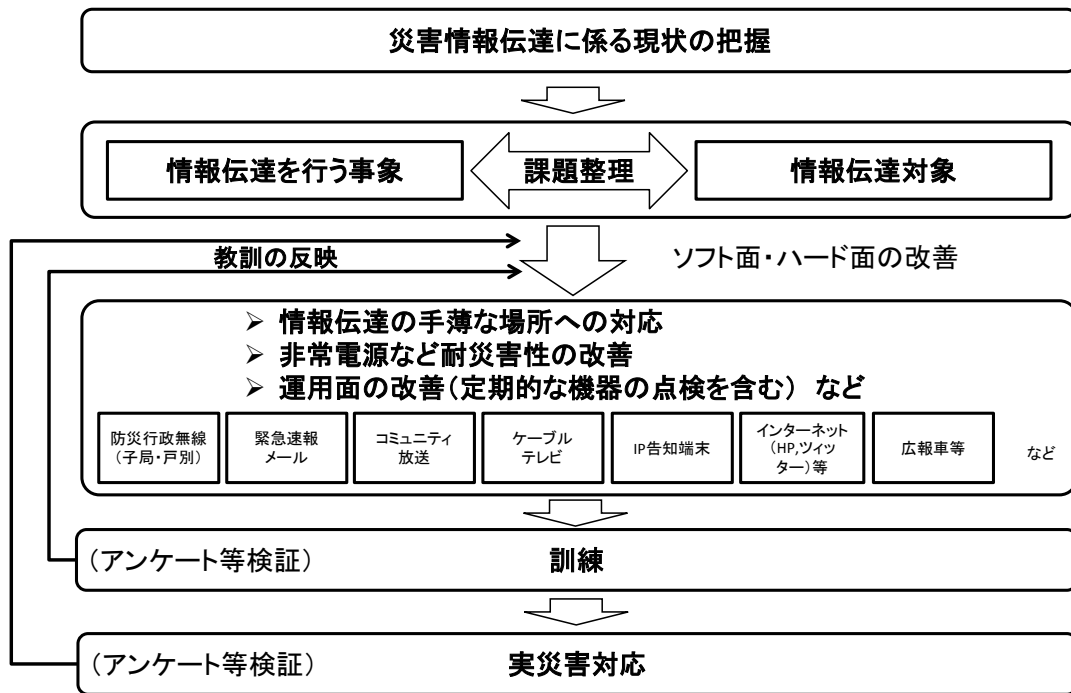 災害情報伝達に係る現状の把握
情報伝達を行う事象
課題整理
情報伝達対象
教訓の反映
ソフト面・ハード面の改善
➢ 情報伝達の手薄な場所への対応
➢ 非常電源など耐災害性の改善
➢ 運用面の改善(定期的な機器の点検を含む) など
防災行政無線
(子局・戸別)
緊急速報
メール
コミュニティ
放送
ケーブル
テレビ
IP告知端末
インターネット
(HP,ツィッ
ター)等
広報車等
など
(アンケート等検証)
訓練
(アンケート等検証)
実災害対応